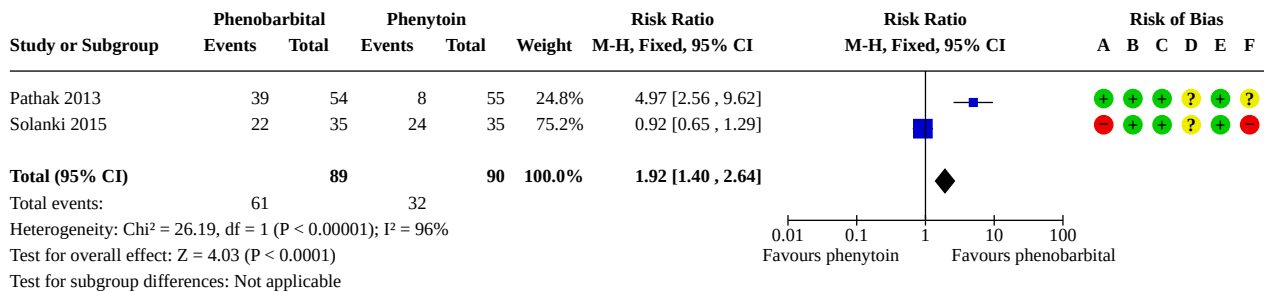 Phenobarbital Phenytoin Risk Ratio Risk Ratio Risk of Bias
Study or Subgroup Events Total Events Total Weight M-H, Fixed, 95% CI M-H, Fixed, 95% CI A B C D E F
Pathak 2013 39 54 8 55 24.8% 4.97 [2.56 , 9.62] + + + ? + ?
Solanki 2015 22 35 24 35 75.2% 0.92 [0.65 , 1.29] − + + ? + −
Total (95% CI) 89 90 100.0% 1.92 [1.40 , 2.64]
Total events: 61 32
Heterogeneity: Chi² = 26.19, df = 1 (P < 0.00001); I² = 96%
Test for overall effect: Z = 4.03 (P < 0.0001)
Test for subgroup differences: Not applicable
0.01 0.1 1 10 100
Favours phenytoin Favours phenobarbital